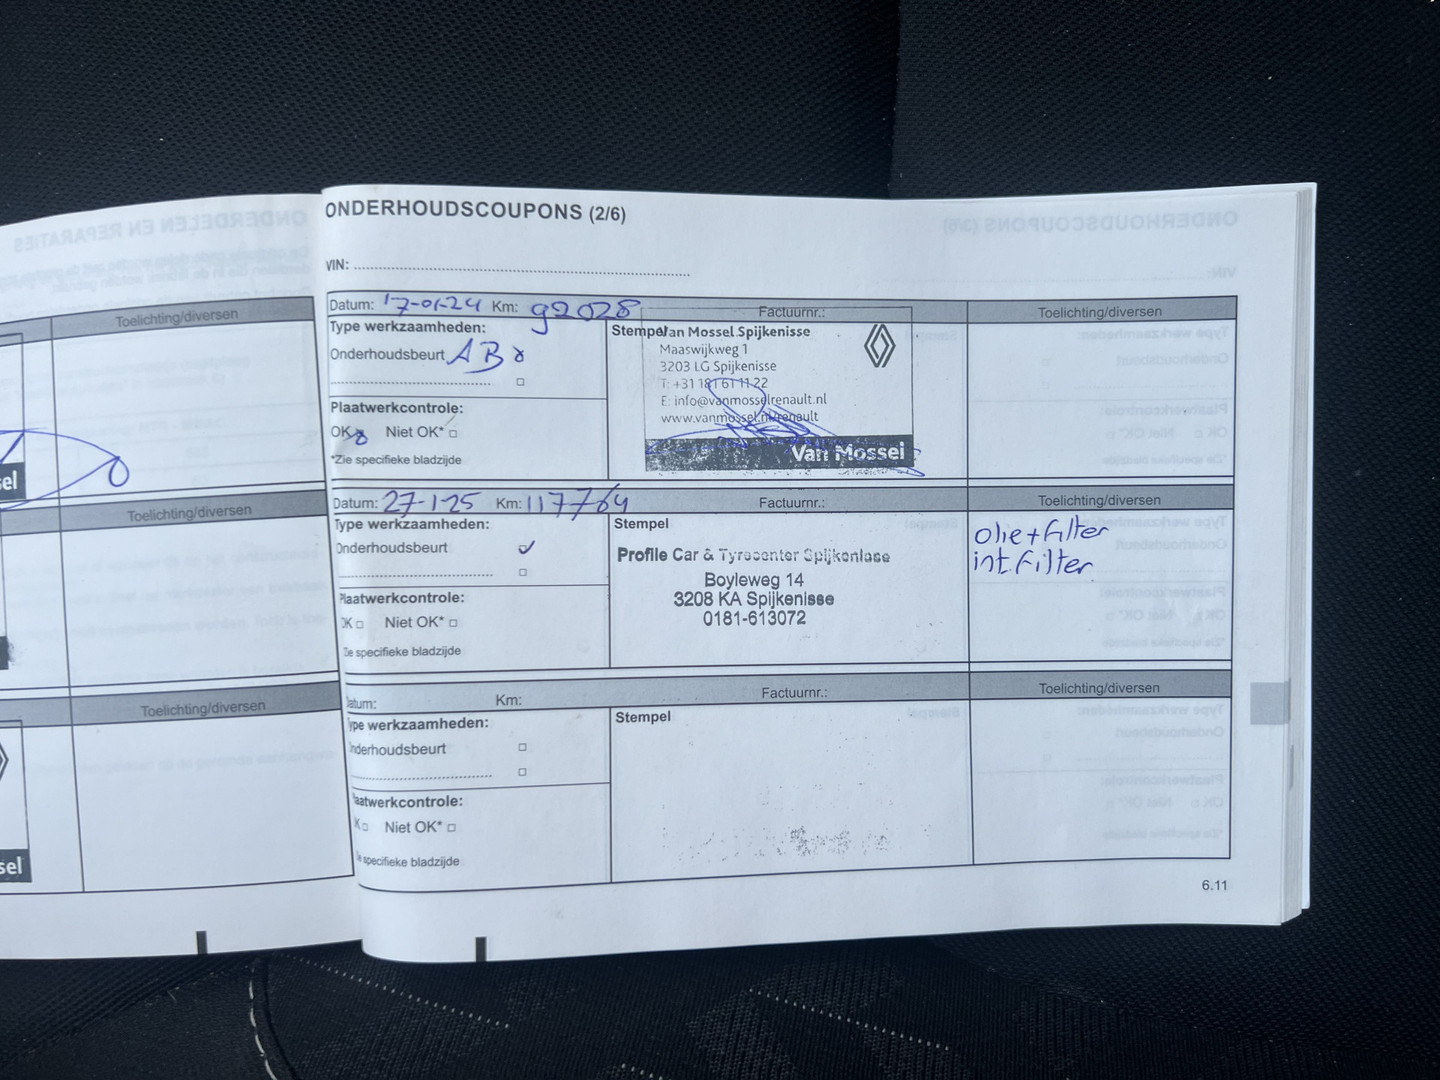 Toelichting/diversen
sel
Toelichting/diversen
Toelichting/diversen
sel
ONDERHOUDSCOUPONS (2/6)
VIN:
Datum: 17-01-24 Km: 92028 Factuurnr.: Toelichting/diversen
Type werkzaamheden:
Onderhoudsbeurt AB
Plaatwerkcontrole:
OK Niet OK*
*Zie specifieke bladzijde
Stempel Van Mossel Spijkenisse
Maaswijkweg 1
3203 LG Spijkenisse
T: +31 181 61 11 22
E: info@vanmosselrenault.nl
www.vanmossel.nl/renault
Van Mossel
Datum: 27-1-25 Km: 117764 Factuurnr.: Toelichting/diversen
Type werkzaamheden:
Onderhoudsbeurt
Plaatwerkcontrole:
OK Niet OK*
Zie specifieke bladzijde
Stempel
Profile Car & Tyrecenter Spijkenisse
Boyleweg 14
3208 KA Spijkenisse
0181-613072
olie+filter
int.filter
Datum: Km: Factuurnr.: Toelichting/diversen
Type werkzaamheden:
Onderhoudsbeurt
Plaatwerkcontrole:
OK Niet OK*
specifieke bladzijde
Stempel
6.11